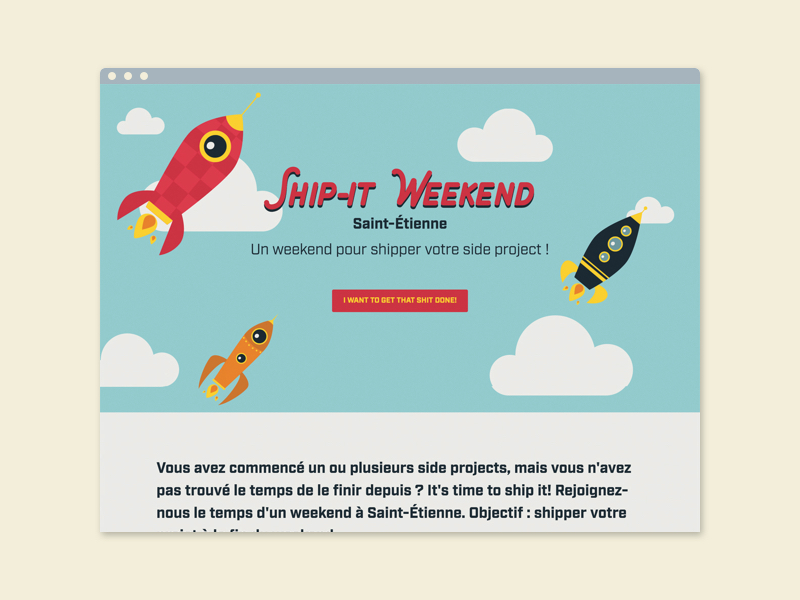 Ship-it Weekend
Saint-Étienne
Un weekend pour shipper votre side project !
I WANT TO GET THAT SHIT DONE!
Vous avez commencé un ou plusieurs side projects, mais vous n'avez
pas trouvé le temps de le finir depuis ? It's time to ship it! Rejoignez-
nous le temps d'un weekend à Saint-Étienne. Objectif : shipper votre